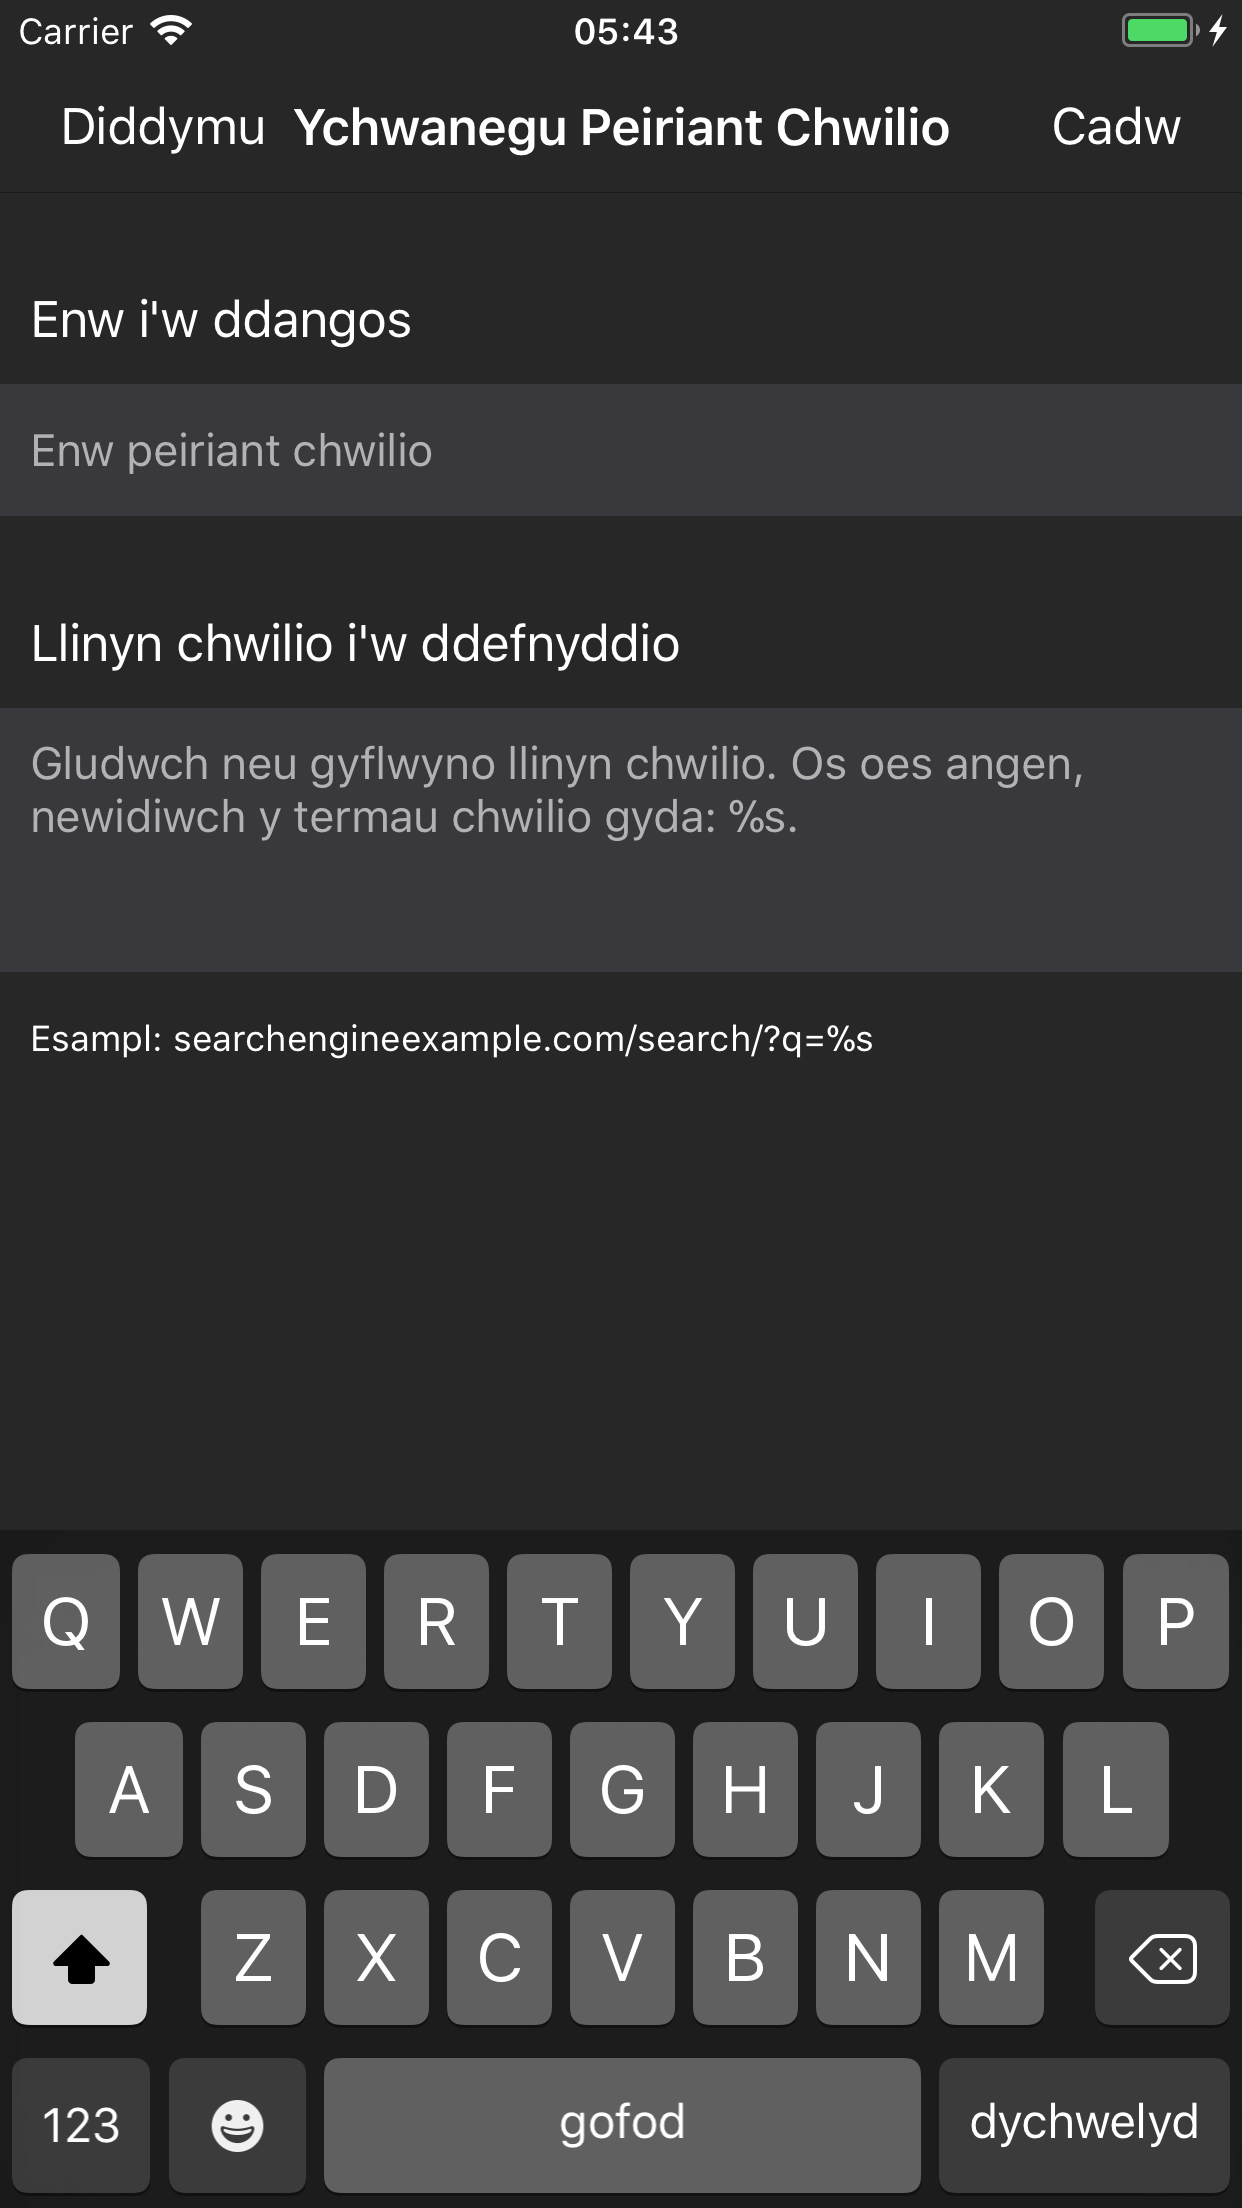 Carrier 05:43
Diddymu Ychwanegu Peiriant Chwilio Cadw
Enw i'w ddangos
Enw peiriant chwilio
Llinyn chwilio i'w ddefnyddio
Gludwch neu gyflwyno llinyn chwilio. Os oes angen,
newidiwch y termau chwilio gyda: %s.
Esampl: searchengineexample.com/search/?q=%s
Q W E R T Y U I O P
A S D F G H J K L
Z X C V B N M
123 gofod dychwelyd